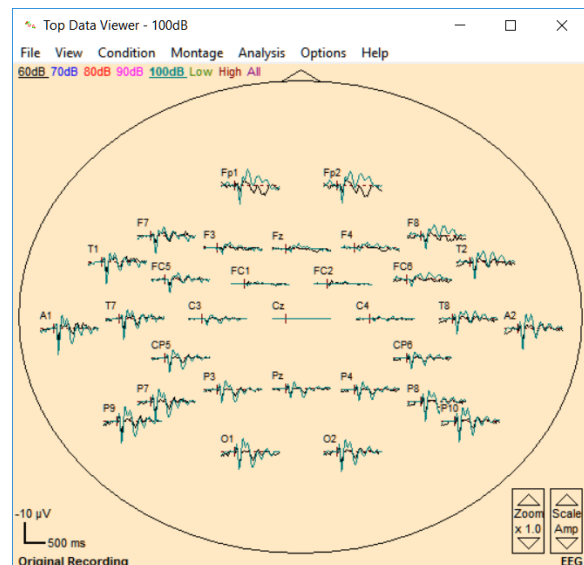 Top Data Viewer - 100dB
File View Condition Montage Analysis Options Help
60dB 70dB 80dB 90dB 100dB Low High All
Fp1 Fp2
F7 F3 Fz F4 F8
T1 T2
FC5 FC1 FC2 FC6
A1 T7 C3 Cz C4 T8 A2
CP5 CP6
P7 P3 Pz P4 P8
P9 P10
O1 O2
-10 µV
500 ms
Zoom
x 1.0
Scale
Amp
Original Recording EEG